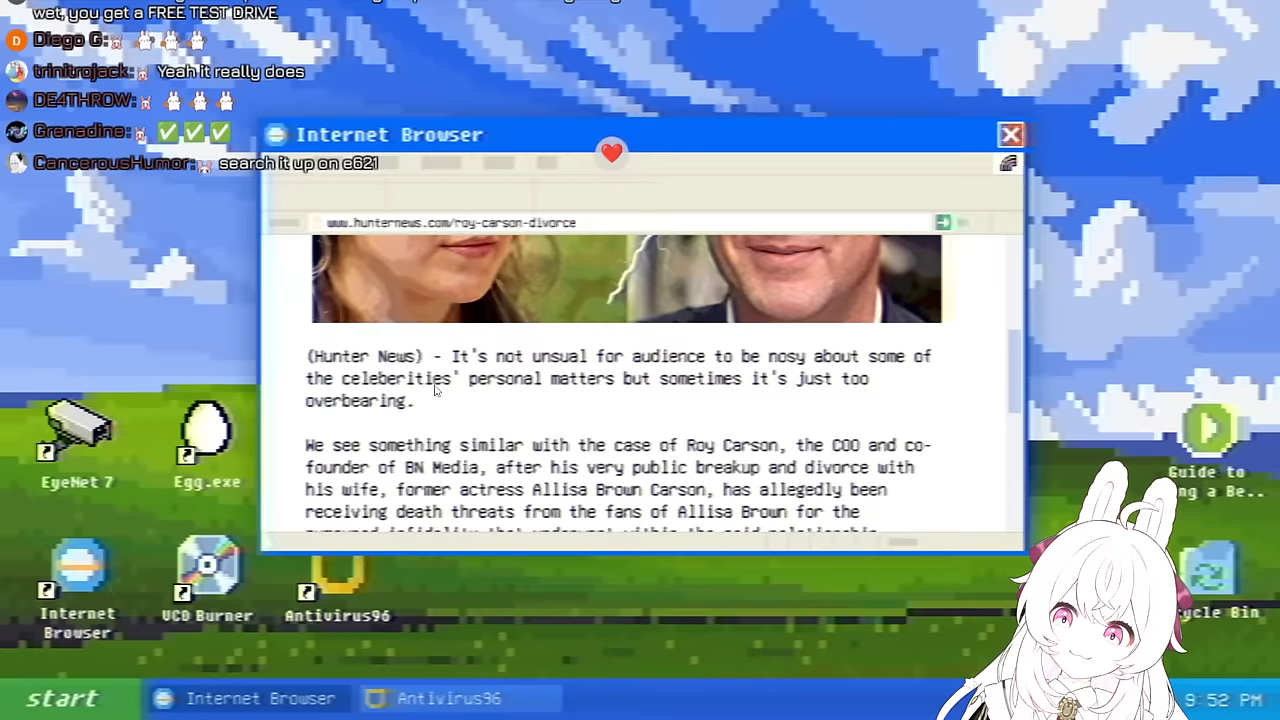 wet, you get a FREE TEST DRIVE
Diego G:
trinitrojack: Yeah it really does
DE4THROW:
Grenadine: ✅✅✅
CancerousHumor: search it up on e621
Internet Browser
www.hunternews.com/roy-carson-divorce
(Hunter News) - It's not unsual for audience to be nosy about some of
the celeberities' personal matters but sometimes it's just too
overbearing.
We see something similar with the case of Roy Carson, the COO and co-
founder of BN Media, after his very public breakup and divorce with
his wife, former actress Allisa Brown Carson, has allegedly been
receiving death threats from the fans of Allisa Brown for the
EyeNet 7
Egg.exe
Guide to
ng a Be..
Internet
Browser
VCD Burner
Antivirus96
ycle Bin
start
Internet Browser
Antivirus96
9:52 PM